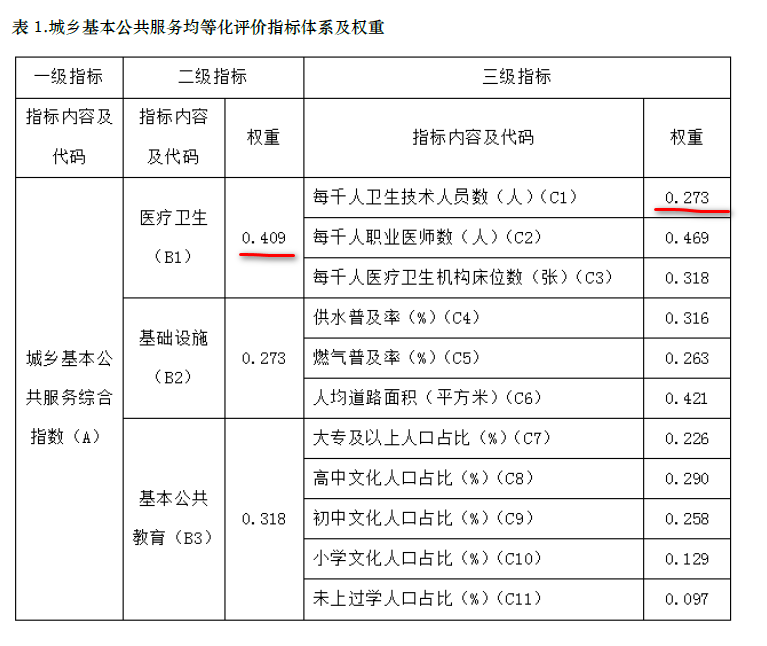 表 1.城乡基本公共服务均等化评价指标体系及权重
一级指标 二级指标 三级指标
指标内容及
代码
指标内容
及代码
权重
指标内容及代码
权重
城乡基本公
共服务综合
指数（A）
医疗卫生
（B1）
0.409
每千人卫生技术人员数（人）（C1） 0.273
每千人职业医师数（人）（C2） 0.469
每千人医疗卫生机构床位数（张）（C3） 0.318
基础设施
（B2）
0.273
供水普及率（%）（C4） 0.316
燃气普及率（%）（C5） 0.263
人均道路面积（平方米）（C6） 0.421
基本公共
教育（B3）
0.318
大专及以上人口占比（%）（C7） 0.226
高中文化人口占比（%）（C8） 0.290
初中文化人口占比（%）（C9） 0.258
小学文化人口占比（%）（C10） 0.129
未上过学人口占比（%）（C11） 0.097